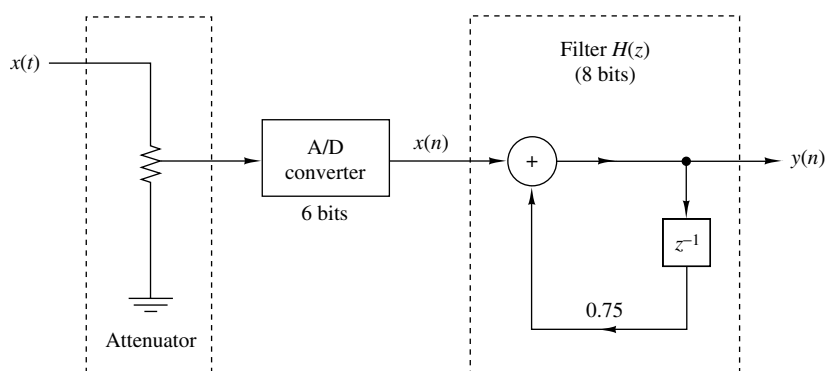 Filter H(z)
(8 bits)
x(t)
A/D
converter
6 bits
x(n)
+
y(n)
z⁻¹
0.75
Attenuator